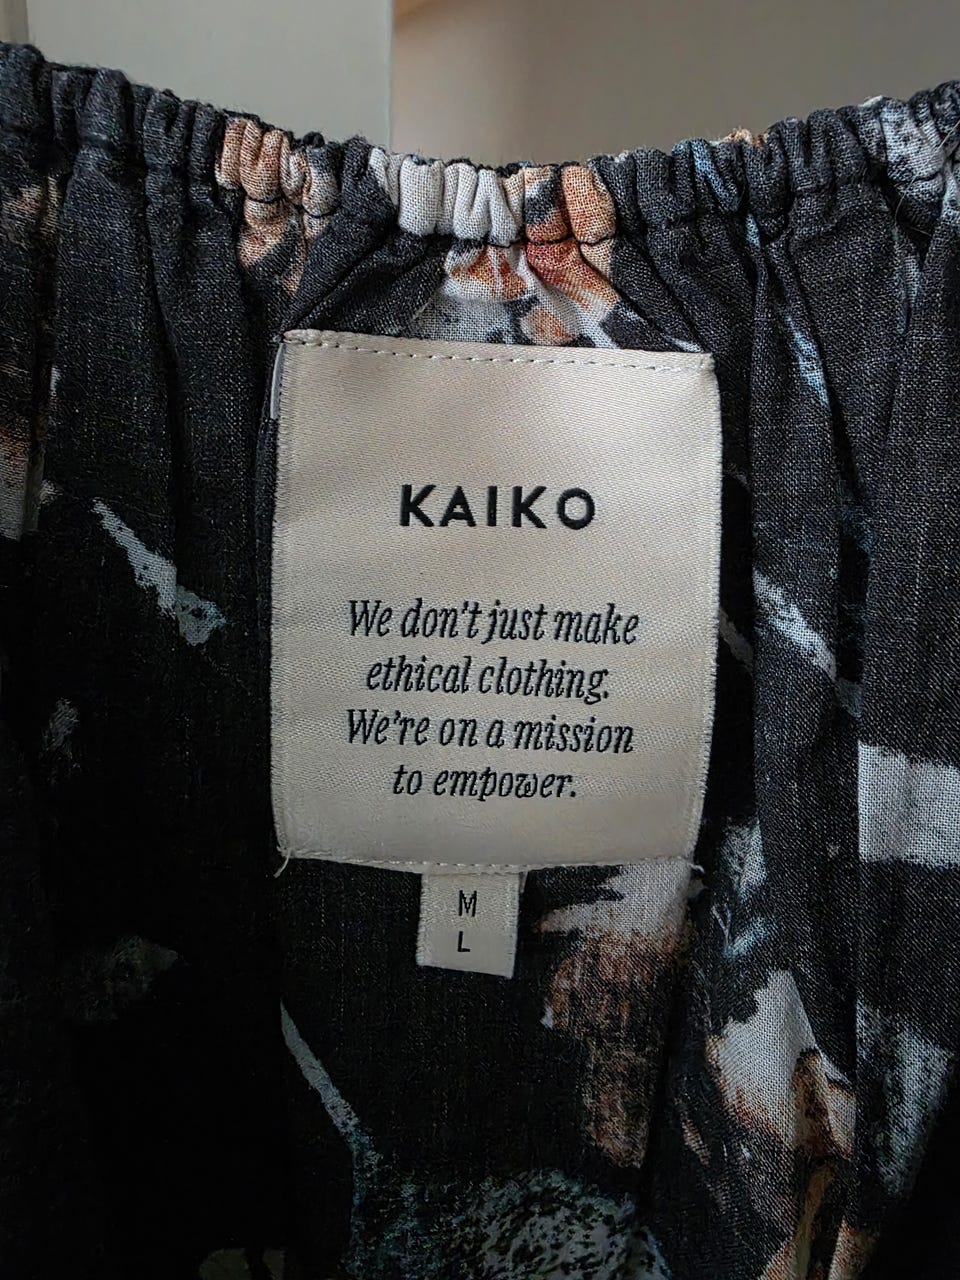 KAIKO
We don't just make
ethical clothing.
We're on a mission
to empower.
M
L